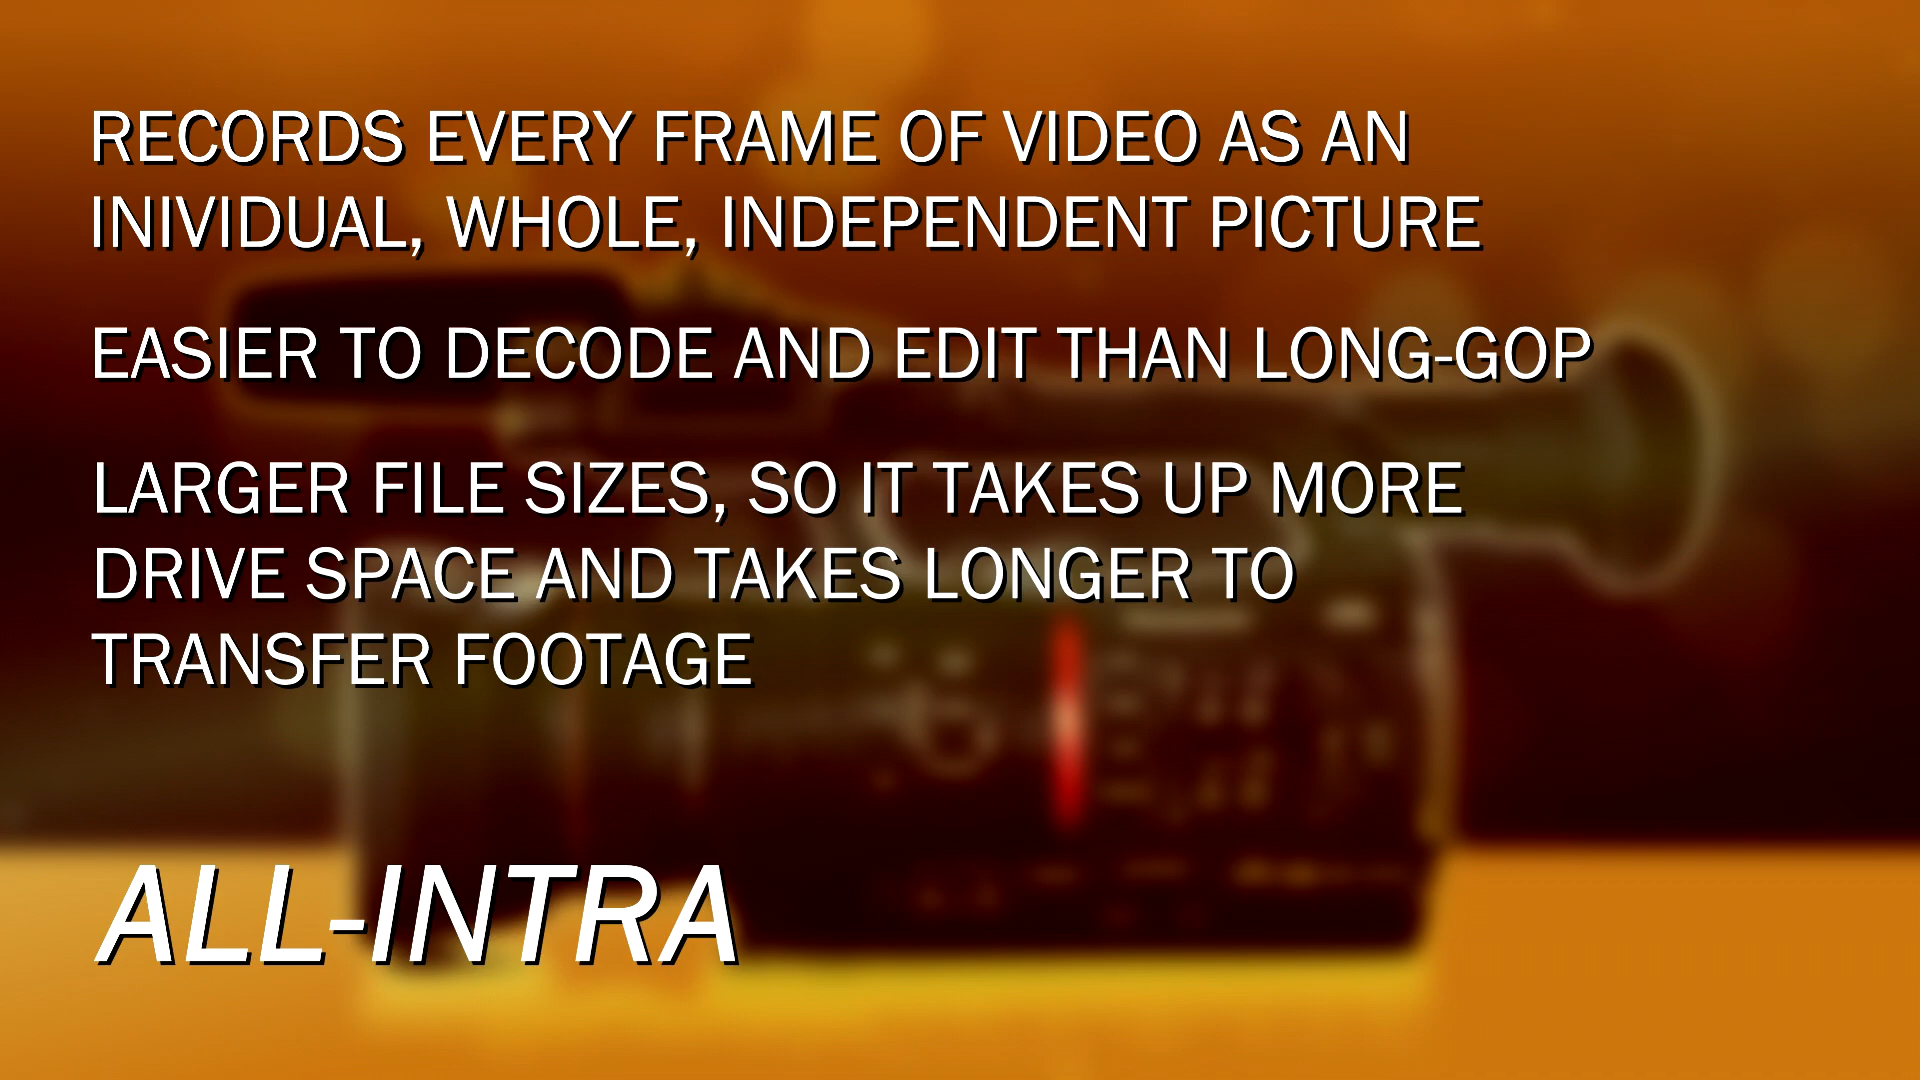 RECORDS EVERY FRAME OF VIDEO AS AN
INIVIDUAL, WHOLE, INDEPENDENT PICTURE
EASIER TO DECODE AND EDIT THAN LONG-GOP
LARGER FILE SIZES, SO IT TAKES UP MORE
DRIVE SPACE AND TAKES LONGER TO
TRANSFER FOOTAGE
ALL-INTRA